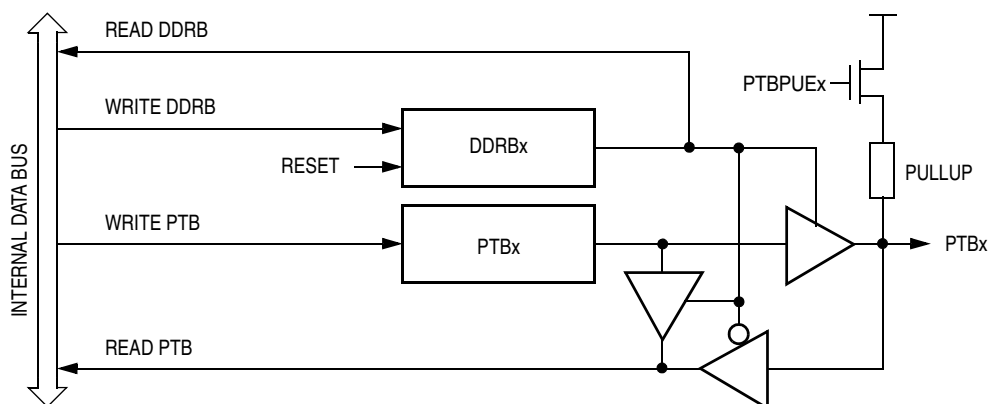 READ DDRB
PTBPUEx
WRITE DDRB
DDRBx
RESET
PULLUP
INTERNAL DATA BUS
WRITE PTB
PTBx
PTBx
READ PTB